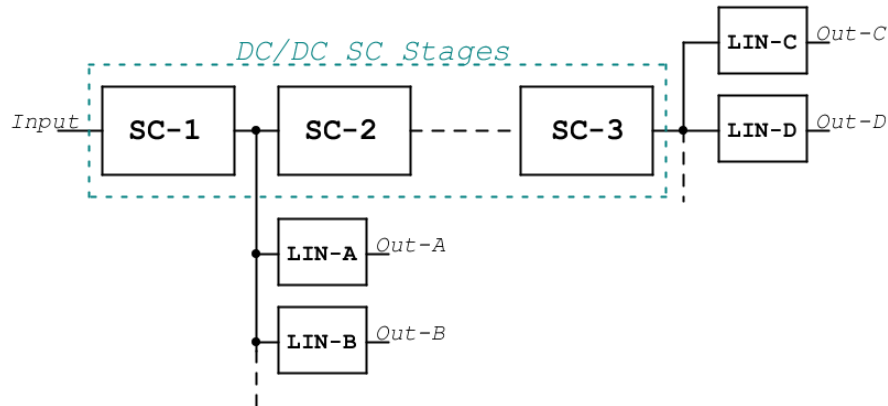 DC/DC SC Stages
LIN-C
Out-C
Input
SC-1
SC-2
SC-3
LIN-D
Out-D
LIN-A
Out-A
LIN-B
Out-B